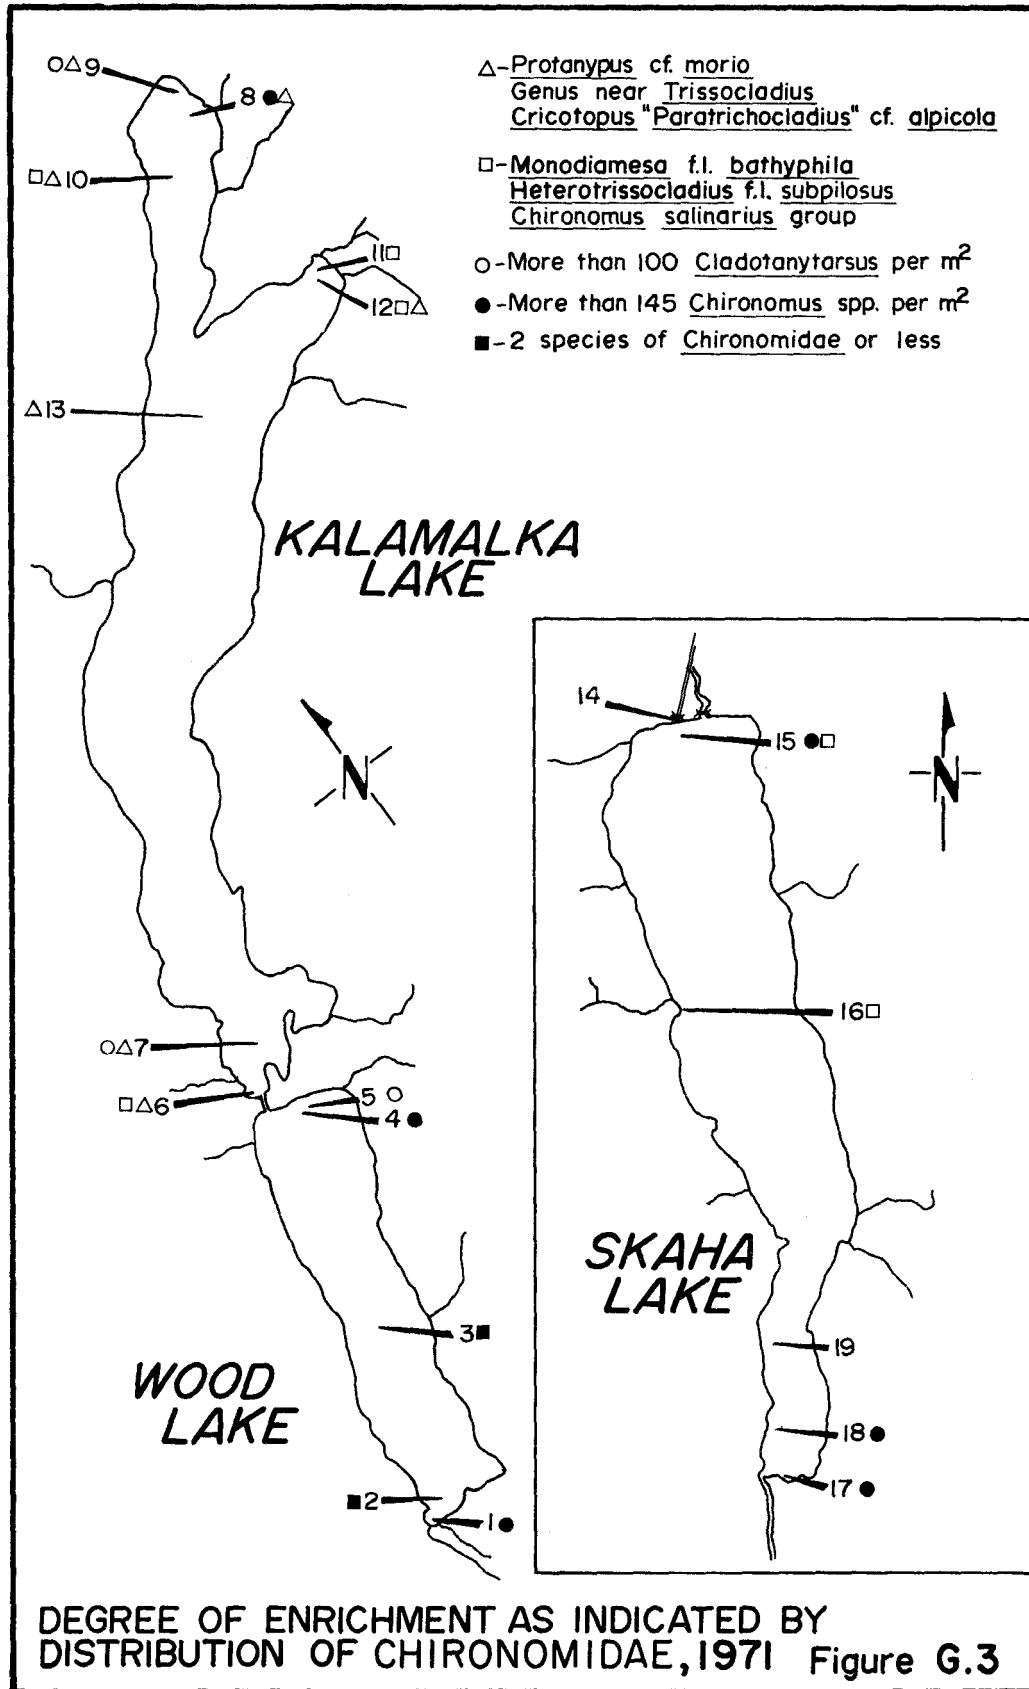 ○△9
8●△
□△10
11□
12□△
△13
△-Protanypus cf. morio
Genus near Trissocladius
Cricotopus "Paratrichocladius" cf. alpicola
□-Monodiamesa f.l. bathyphila
Heterotrissocladius f.l. subpilosus
Chironomus salinarius group
○-More than 100 Cladotanytarsus per m²
●-More than 145 Chironomus spp. per m²
■-2 species of Chironomidae or less
KALAMALKA
LAKE
N
○△7
□△6
5 ○
4 ●
3■
WOOD
LAKE
■2
1●
14
15 ●□
N
16□
SKAHA
LAKE
19
18●
17●
DEGREE OF ENRICHMENT AS INDICATED BY
DISTRIBUTION OF CHIRONOMIDAE, 1971 Figure G.3